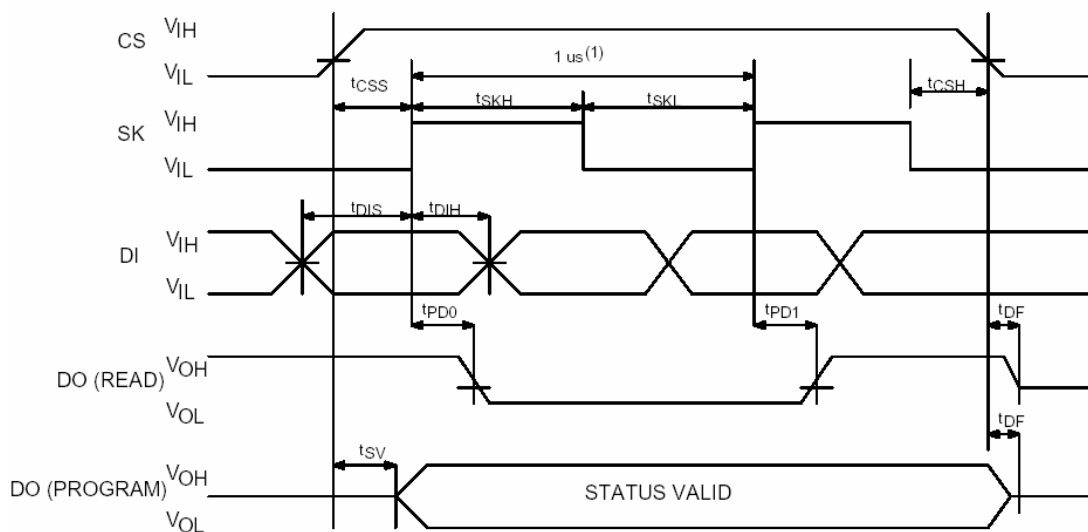 CS VIH
VIL
1 us(1)
tCSS tSKH tSKL tCSH
SK VIH
VIL
tDIS tDIH
DI VIH
VIL
tPD0 tPD1 tDF
DO (READ) VOH
VOL
tSV tDF
DO (PROGRAM) VOH
STATUS VALID
VOL